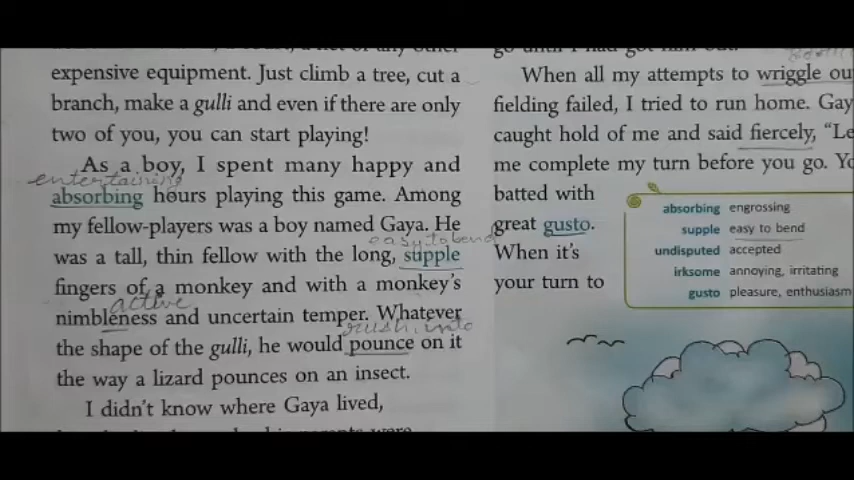 expensive equipment. Just climb a tree, cut a
branch, make a gulli and even if there are only
two of you, you can start playing!
As a boy, I spent many happy and
entertaining
absorbing hours playing this game. Among
my fellow-players was a boy named Gaya. He
easy to bend
was a tall, thin fellow with the long, supple
fingers of a monkey and with a monkey's
active
nimbleness and uncertain temper. Whatever
rush into
the shape of the gulli, he would pounce on it
the way a lizard pounces on an insect.
I didn't know where Gaya lived,
When all my attempts to wriggle ou
fielding failed, I tried to run home. Gay
caught hold of me and said fiercely, "Le
me complete my turn before you go. Yo
batted with
great gusto.
When it's
your turn to
absorbing engrossing
supple easy to bend
undisputed accepted
irksome annoying, irritating
gusto pleasure, enthusiasm